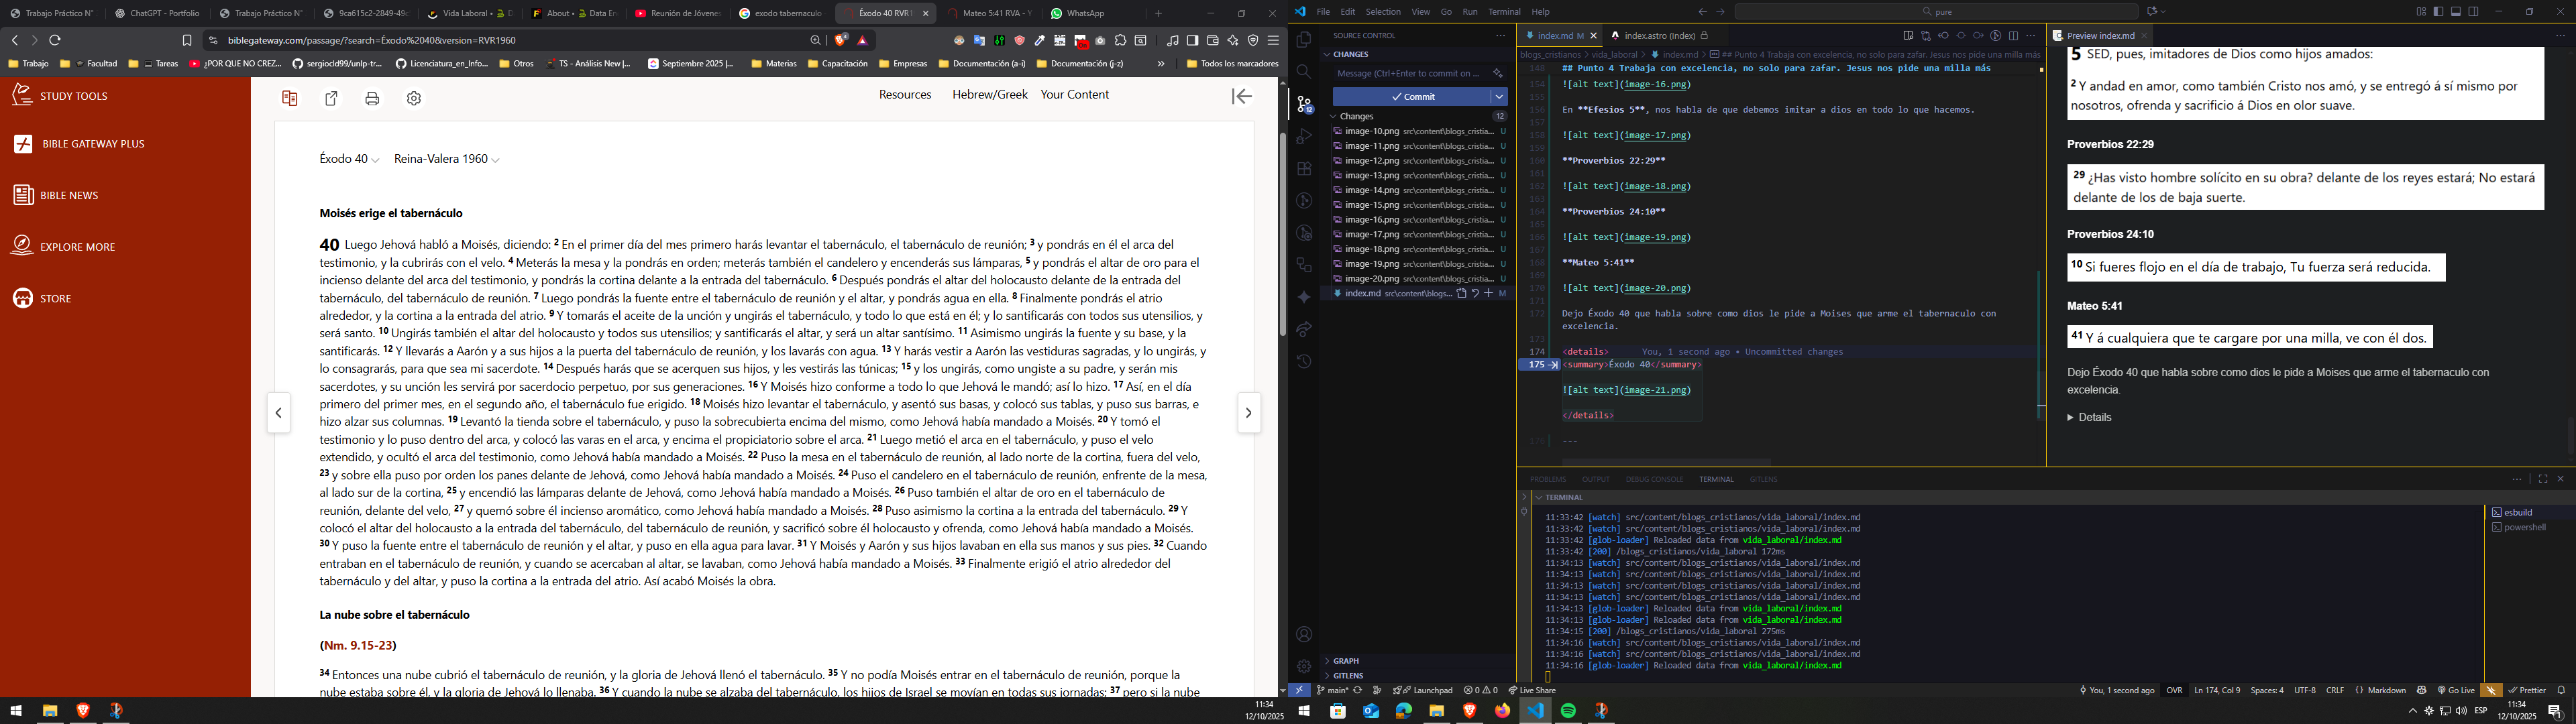 Trabajo Práctico N°
ChatGPT - Portfolio
Trabajo Práctico N°
9ca615c2-2849-49c
Vida Laboral •
About •
Data En
Reunión de Jóvenes
exodo tabernaculo
Éxodo 40 RVR1
Mateo 5:41 RVA - Y
WhatsApp
biblegateway.com/passage/?search=Éxodo%2040&version=RVR1960
Trabajo
Facultad
Tareas
¿POR QUE NO CREZ...
sergiocld99/unlp-tr...
Licenciatura_en_Info...
Otros
TS - Análisis New |...
Septiembre 2025 |...
Materias
Capacitación
Empresas
Documentación (a-i)
Documentación (j-z)
Todos los marcadores
STUDY TOOLS
BIBLE GATEWAY PLUS
BIBLE NEWS
EXPLORE MORE
STORE
Resources
Hebrew/Greek
Your Content
Éxodo 40
Reina-Valera 1960
Moisés erige el tabernáculo
40 Luego Jehová habló a Moisés, diciendo: 2 En el primer día del mes primero harás levantar el tabernáculo, el tabernáculo de reunión; 3 y pondrás en él el arca del
testimonio, y la cubrirás con el velo. 4 Meterás la mesa y la pondrás en orden; meterás también el candelero y encenderás sus lámparas, 5 y pondrás el altar de oro para el
incienso delante del arca del testimonio, y pondrás la cortina delante a la entrada del tabernáculo. 6 Después pondrás el altar del holocausto delante de la entrada del
tabernáculo, del tabernáculo de reunión. 7 Luego pondrás la fuente entre el tabernáculo de reunión y el altar, y pondrás agua en ella. 8 Finalmente pondrás el atrio
alrededor, y la cortina a la entrada del atrio. 9 Y tomarás el aceite de la unción y ungirás el tabernáculo, y todo lo que está en él; y lo santificarás con todos sus utensilios, y
será santo. 10 Ungirás también el altar del holocausto y todos sus utensilios; y santificarás el altar, y será un altar santísimo. 11 Asimismo ungirás la fuente y su base, y la
santificarás. 12 Y llevarás a Aarón y a sus hijos a la puerta del tabernáculo de reunión, y los lavarás con agua. 13 Y harás vestir a Aarón las vestiduras sagradas, y lo ungirás, y
lo consagrarás, para que sea mi sacerdote. 14 Después harás que se acerquen sus hijos, y les vestirás las túnicas; 15 y los ungirás, como ungiste a su padre, y serán mis
sacerdotes, y su unción les servirá por sacerdocio perpetuo, por sus generaciones. 16 Y Moisés hizo conforme a todo lo que Jehová le mandó; así lo hizo. 17 Así, en el día
primero del primer mes, en el segundo año, el tabernáculo fue erigido. 18 Moisés hizo levantar el tabernáculo, y asentó sus basas, y colocó sus tablas, y puso sus barras, e
hizo alzar sus columnas. 19 Levantó la tienda sobre el tabernáculo, y puso la sobrecubierta encima del mismo, como Jehová había mandado a Moisés. 20 Y tomó el
testimonio y lo puso dentro del arca, y colocó las varas en el arca, y encima el propiciatorio sobre el arca. 21 Luego metió el arca en el tabernáculo, y puso el velo
extendido, y ocultó el arca del testimonio, como Jehová había mandado a Moisés. 22 Puso la mesa en el tabernáculo de reunión, al lado norte de la cortina, fuera del velo,
23 y sobre ella puso por orden los panes delante de Jehová, como Jehová había mandado a Moisés. 24 Puso el candelero en el tabernáculo de reunión, enfrente de la mesa,
al lado sur de la cortina, 25 y encendió las lámparas delante de Jehová, como Jehová había mandado a Moisés. 26 Puso también el altar de oro en el tabernáculo de
reunión, delante del velo, 27 y quemó sobre él incienso aromático, como Jehová había mandado a Moisés. 28 Puso asimismo la cortina a la entrada del tabernáculo. 29 Y
colocó el altar del holocausto a la entrada del tabernáculo, del tabernáculo de reunión, y sacrificó sobre él holocausto y ofrenda, como Jehová había mandado a Moisés.
30 Y puso la fuente entre el tabernáculo de reunión y el altar, y puso en ella agua para lavar. 31 Y Moisés y Aarón y sus hijos lavaban en ella sus manos y sus pies. 32 Cuando
entraban en el tabernáculo de reunión, y cuando se acercaban al altar, se lavaban, como Jehová había mandado a Moisés. 33 Finalmente erigió el atrio alrededor del
tabernáculo y del altar, y puso la cortina a la entrada del atrio. Así acabó Moisés la obra.
La nube sobre el tabernáculo
(Nm. 9.15-23)
34 Entonces una nube cubrió el tabernáculo de reunión, y la gloria de Jehová llenó el tabernáculo. 35 Y no podía Moisés entrar en el tabernáculo de reunión, porque la
nube estaba sobre él, y la gloria de Jehová lo llenaba. 36 Y cuando la nube se alzaba del tabernáculo, los hijos de Israel se movían en todas sus jornadas; 37 pero si la nube
11:34
12/10/2025
File Edit Selection View Go Run Terminal Help
pure
SOURCE CONTROL
CHANGES
Message (Ctrl+Enter to commit on ...
Commit
Changes 12
image-10.png src\content\blogs_cristia... U
image-11.png src\content\blogs_cristia... U
image-12.png src\content\blogs_cristia... U
image-13.png src\content\blogs_cristia... U
image-14.png src\content\blogs_cristia... U
image-15.png src\content\blogs_cristia... U
image-16.png src\content\blogs_cristia... U
image-17.png src\content\blogs_cristia... U
image-18.png src\content\blogs_cristia... U
image-19.png src\content\blogs_cristia... U
image-20.png src\content\blogs_cristia... U
index.md src\content\blogs... M
GRAPH
GITLENS
index.md M
index.astro (Index)
blogs_cristianos > vida_laboral > index.md > ## Punto 4 Trabaja con excelencia, no solo para zafar. Jesus nos pide una milla más
148 ## Punto 4 Trabaja con excelencia, no solo para zafar. Jesus nos pide una milla más
154 ![alt text](image-16.png)
155
156 En **Efesios 5**, nos habla de que debemos imitar a dios en todo lo que hacemos.
157
158 ![alt text](image-17.png)
159
160 **Proverbios 22:29**
161
162 ![alt text](image-18.png)
163
164 **Proverbios 24:10**
165
166 ![alt text](image-19.png)
167
168 **Mateo 5:41**
169
170 ![alt text](image-20.png)
171
172 Dejo Éxodo 40 que habla sobre como dios le pide a Moises que arme el tabernaculo con
excelencia.
173
174 <details> You, 1 second ago • Uncommitted changes
175 <summary>Éxodo 40</summary>
![alt text](image-21.png)
</details>
176 ---
Preview index.md
5 SED, pues, imitadores de Dios como hijos amados:
2 Y andad en amor, como también Cristo nos amó, y se entregó á sí mismo por
nosotros, ofrenda y sacrificio á Dios en olor suave.
Proverbios 22:29
29 ¿Has visto hombre solícito en su obra? delante de los reyes estará; No estará
delante de los de baja suerte.
Proverbios 24:10
10 Si fueres flojo en el día de trabajo, Tu fuerza será reducida.
Mateo 5:41
41 Y á cualquiera que te cargare por una milla, ve con él dos.
Dejo Éxodo 40 que habla sobre como dios le pide a Moises que arme el tabernaculo con
excelencia.
Details
PROBLEMS OUTPUT DEBUG CONSOLE TERMINAL GITLENS
TERMINAL
11:33:42 [watch] src/content/blogs_cristianos/vida_laboral/index.md
11:33:42 [watch] src/content/blogs_cristianos/vida_laboral/index.md
11:33:42 [glob-loader] Reloaded data from vida_laboral/index.md
11:33:42 [200] /blogs_cristianos/vida_laboral 172ms
11:34:13 [watch] src/content/blogs_cristianos/vida_laboral/index.md
11:34:13 [watch] src/content/blogs_cristianos/vida_laboral/index.md
11:34:13 [watch] src/content/blogs_cristianos/vida_laboral/index.md
11:34:13 [watch] src/content/blogs_cristianos/vida_laboral/index.md
11:34:13 [glob-loader] Reloaded data from vida_laboral/index.md
11:34:13 [glob-loader] Reloaded data from vida_laboral/index.md
11:34:15 [200] /blogs_cristianos/vida_laboral 275ms
11:34:16 [watch] src/content/blogs_cristianos/vida_laboral/index.md
11:34:16 [watch] src/content/blogs_cristianos/vida_laboral/index.md
11:34:16 [glob-loader] Reloaded data from vida_laboral/index.md
esbuild
powershell
main* Launchpad 0 0 Live Share
You, 1 second ago OVR Ln 174, Col 9 Spaces: 4 UTF-8 CRLF {} Markdown Go Live Prettier
ESP
11:34
12/10/2025